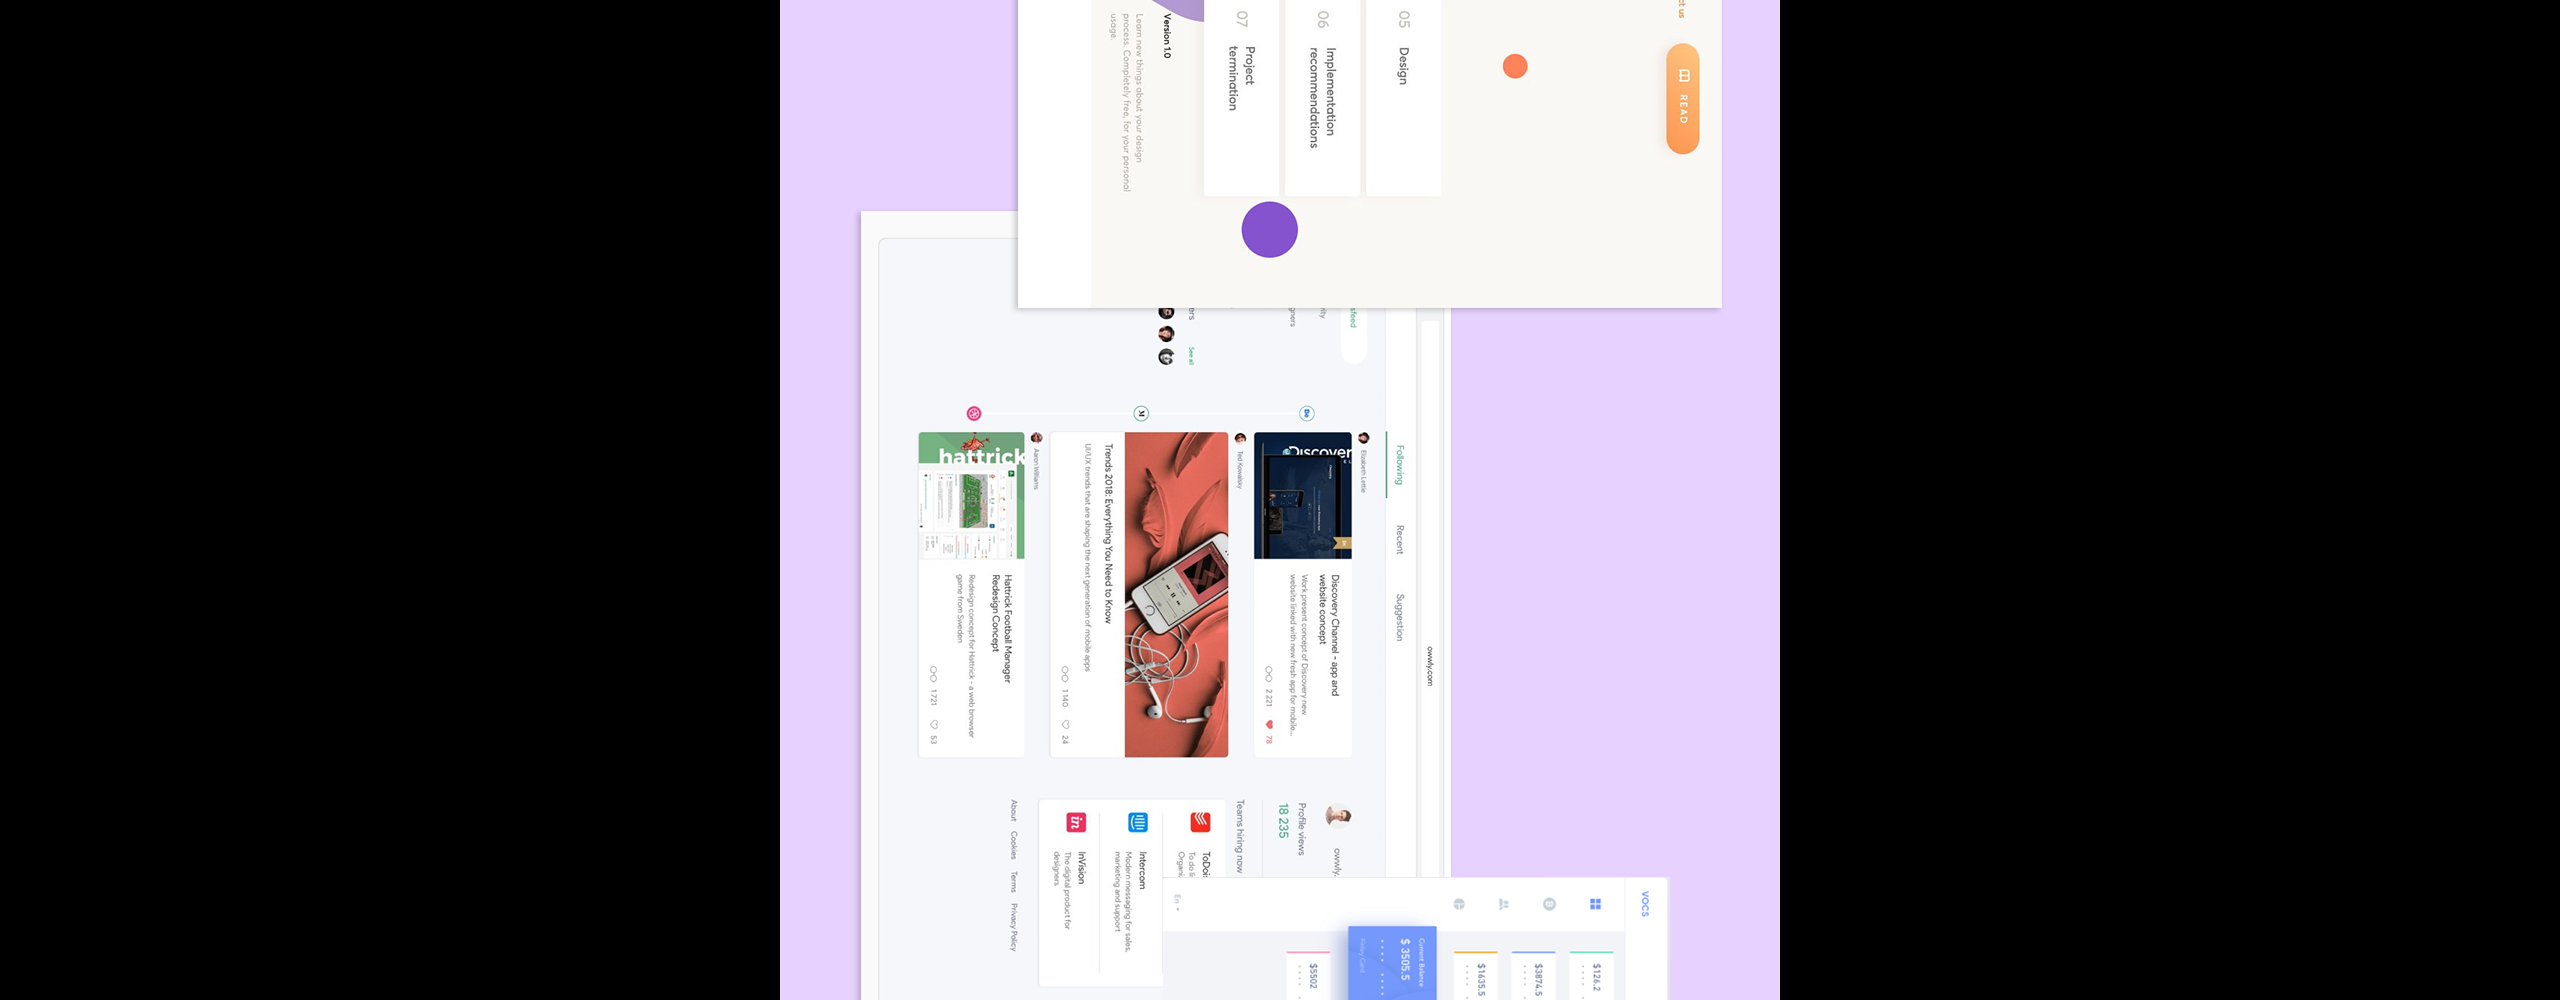 ct us
READ
05
Design
06
Implementation
recommendations
07
Project
termination
Version 1.0
Learn new things about your design
process. Completely free, for your personal
usage.
owwly.com
Following
Recent
Suggestion
sfeed
ity
gners
ers
See all
Elizabeth Lettie
Discover
Discovery Channel - app and
website concept
Work present concept of Discovery new
website linked with new fresh app for mobile...
2 221
78
Ted Kowalsky
Trends 2018: Everything You Need to Know
UI/UX trends that are shaping the next generation of mobile apps
1 140
24
Aaron Williams
hattrick
Hattrick Football Manager
Redesign Concept
Redesign concept for Hattrick - a web browser
game from Sweden
1 721
53
owwly.
Profile views
18 235
Teams hiring now
ToDois
To do li
Organi
Intercom
Modern messaging for sales,
marketing and support
in
InVision
The digital product for
designers
About
Cookies
Terms
Privacy Policy
VOCS
$126.2
$3874.5
$1635.5
Current Balance
$ 3505.5
$5502
En